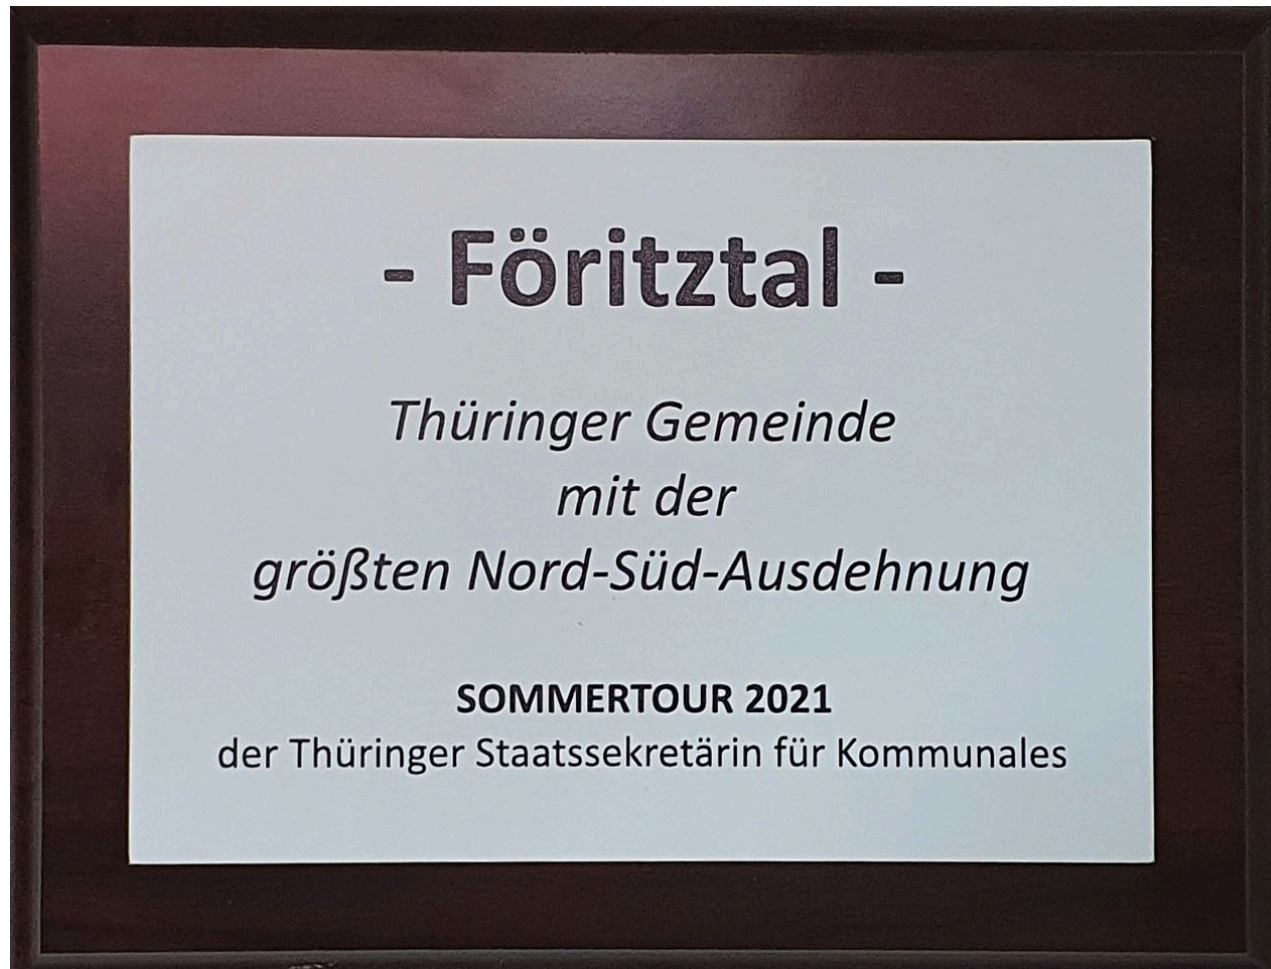 - Föritztal -
Thüringer Gemeinde
mit der
größten Nord-Süd-Ausdehnung
SOMMERTOUR 2021
der Thüringer Staatssekretärin für Kommunales